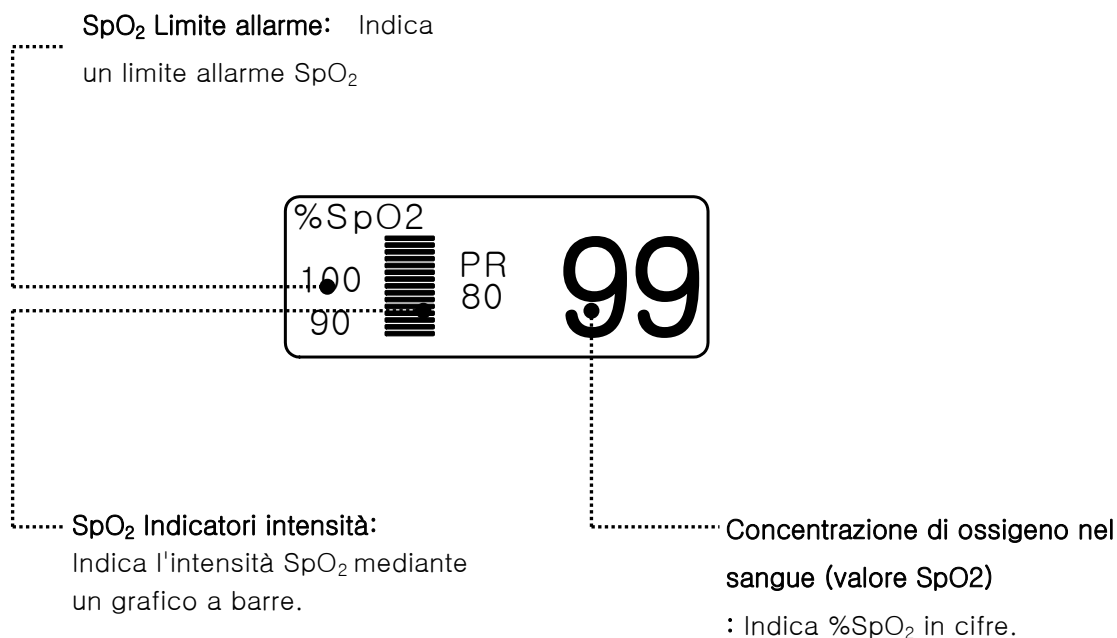 SpO₂ Limite allarme: Indica
un limite allarme SpO₂
%SpO2
100
90
PR
80
99
SpO₂ Indicatori intensità:
Indica l'intensità SpO₂ mediante
un grafico a barre.
Concentrazione di ossigeno nel
sangue (valore SpO2)
: Indica %SpO₂ in cifre.